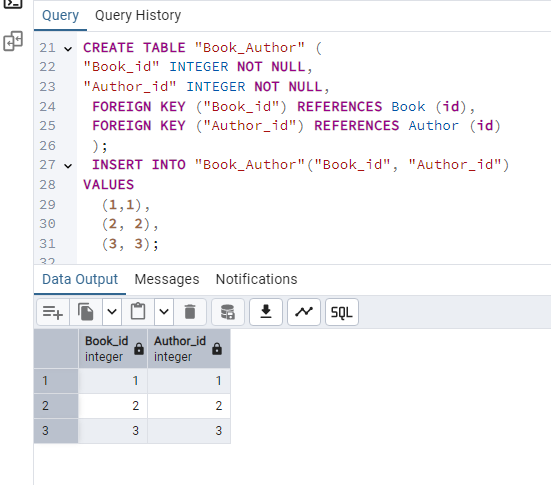 Query Query History
21 CREATE TABLE "Book_Author" (
22 "Book_id" INTEGER NOT NULL,
23 "Author_id" INTEGER NOT NULL,
24 FOREIGN KEY ("Book_id") REFERENCES Book (id),
25 FOREIGN KEY ("Author_id") REFERENCES Author (id)
26 );
27 INSERT INTO "Book_Author"("Book_id", "Author_id")
28 VALUES
29 (1,1),
30 (2, 2),
31 (3, 3);
32
Data Output Messages Notifications
SQL
Book_id Author_id
integer integer
1 1 1
2 2 2
3 3 3